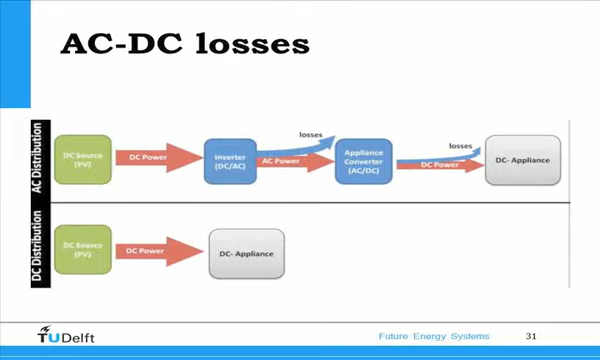 AC-DC losses
AC Distribution
DC Source
(PV)
DC Power
Inverter
(DC/AC)
losses
AC Power
Appliance
Converter
(AC/DC)
losses
DC Power
DC- Appliance
DC Distribution
DC Source
(PV)
DC Power
DC- Appliance
TUDelft
Future Energy Systems
31